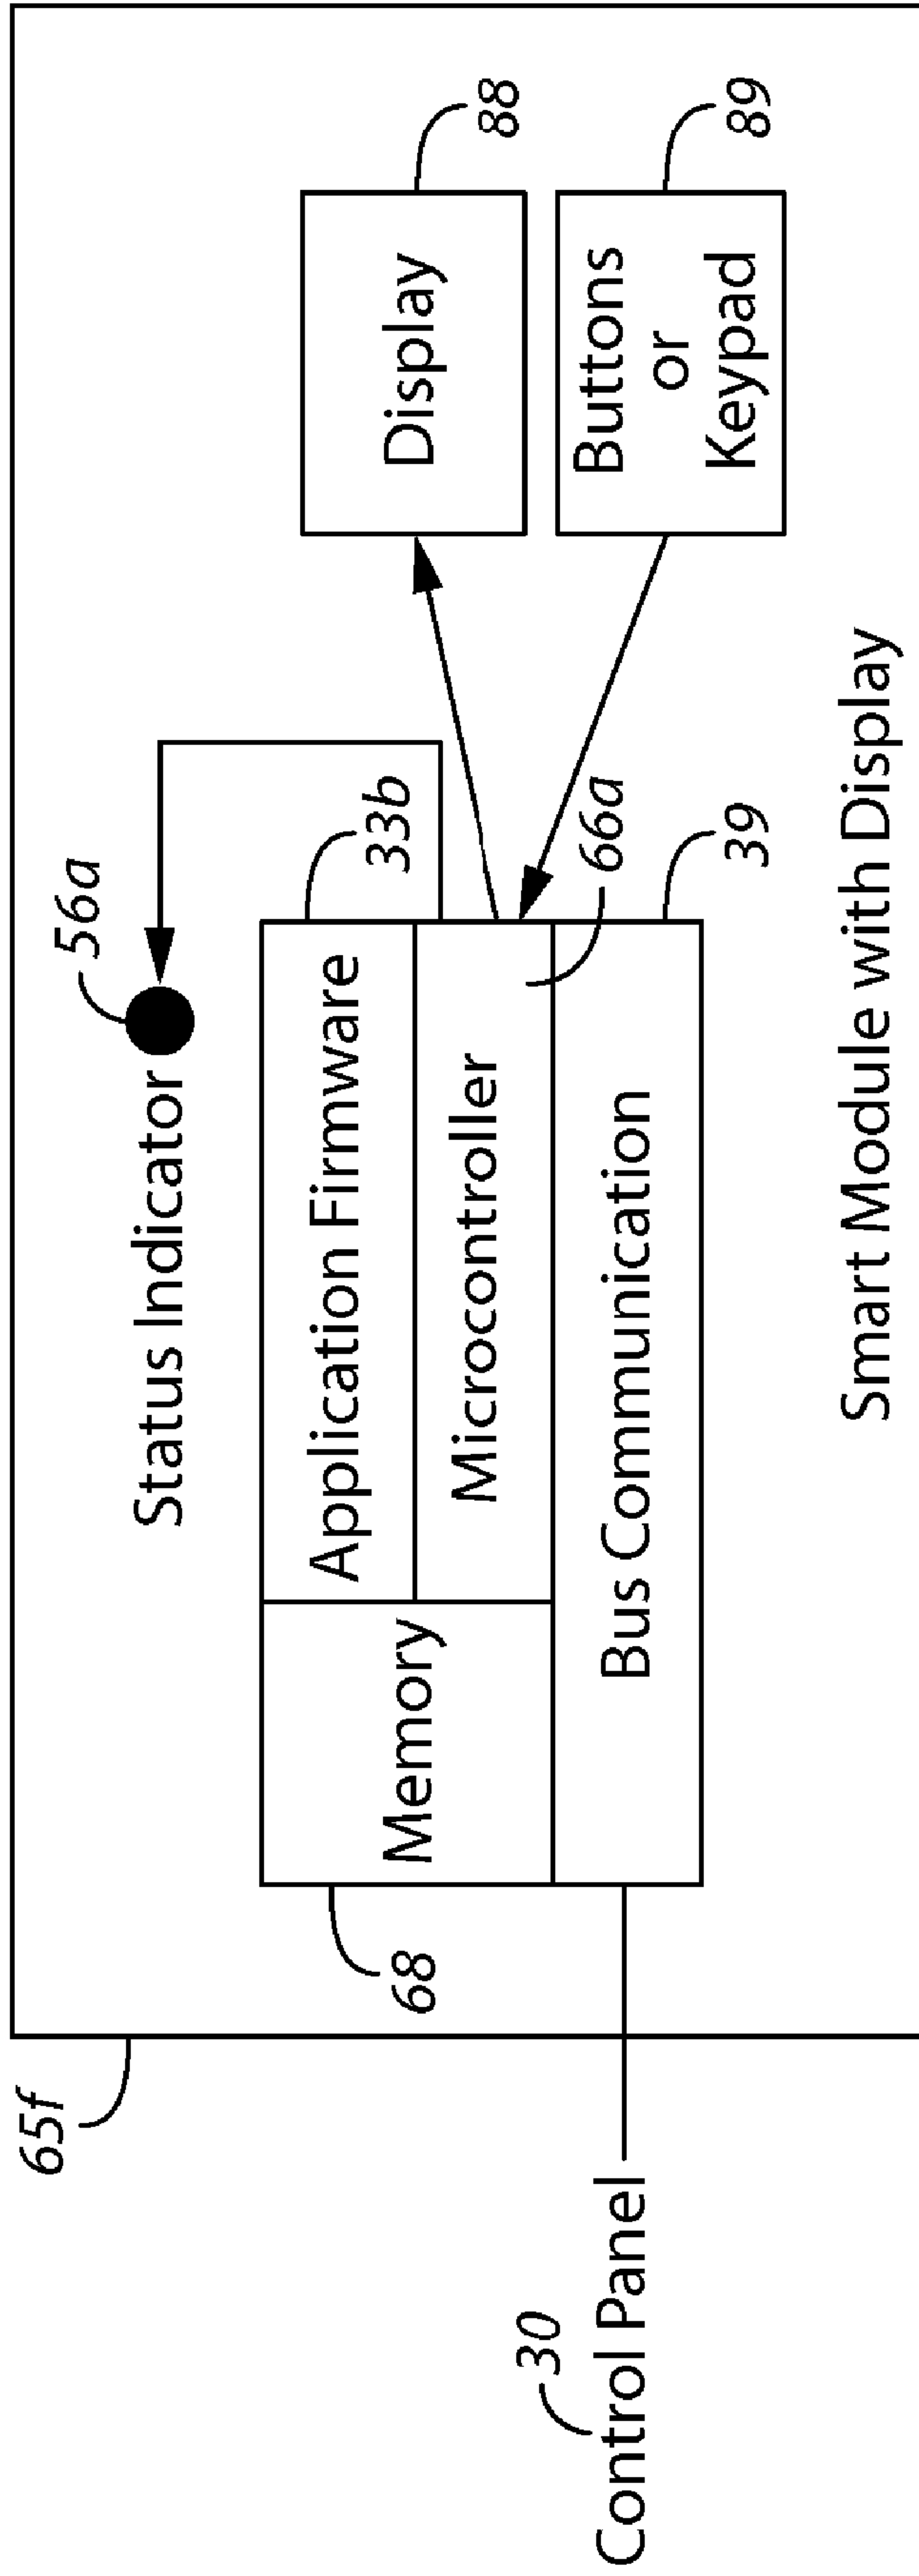 65f
56a
Status Indicator
68
Memory
Application Firmware
33b
Microcontroller
66a
Bus Communication
39
Display
88
Buttons
or
Keypad
89
30
Control Panel
Smart Module with Display